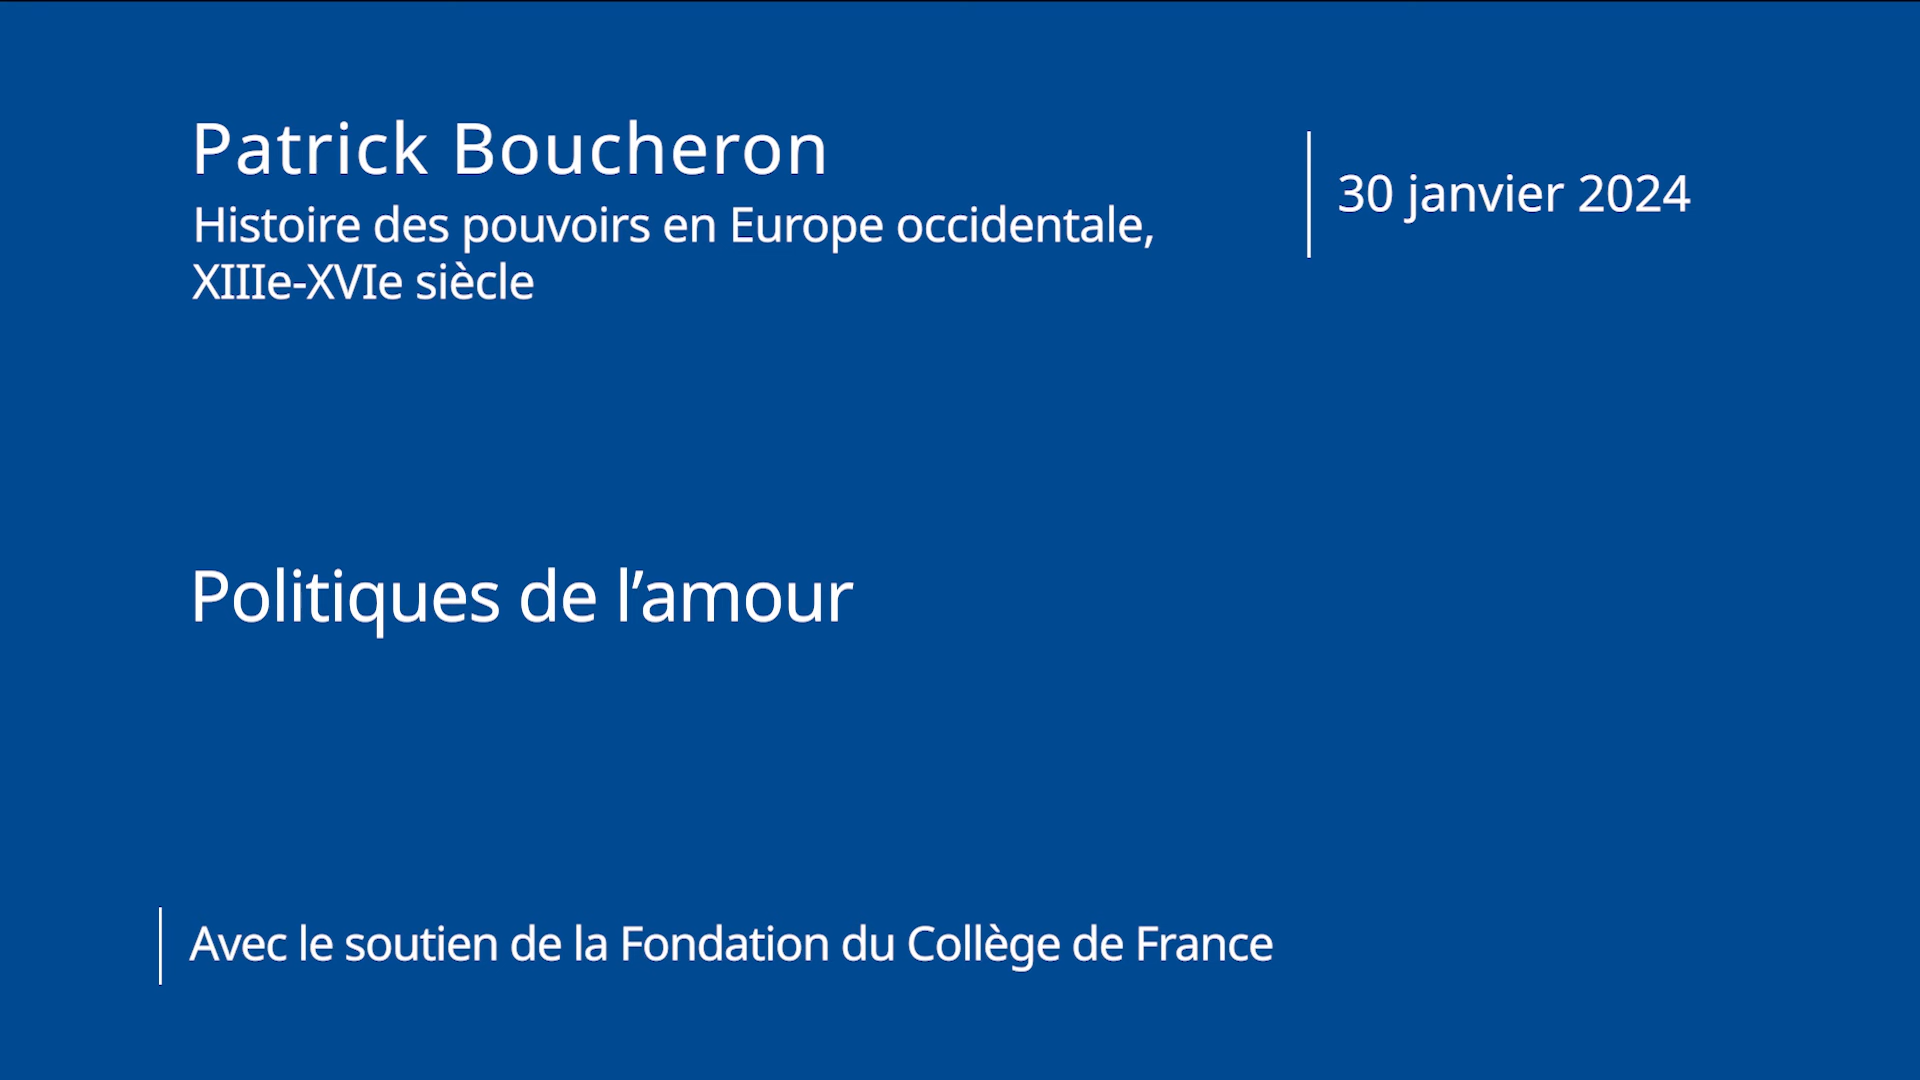 Patrick Boucheron
Histoire des pouvoirs en Europe occidentale,
XIIIe-XVIe siècle
30 janvier 2024
Politiques de l’amour
Avec le soutien de la Fondation du Collège de France